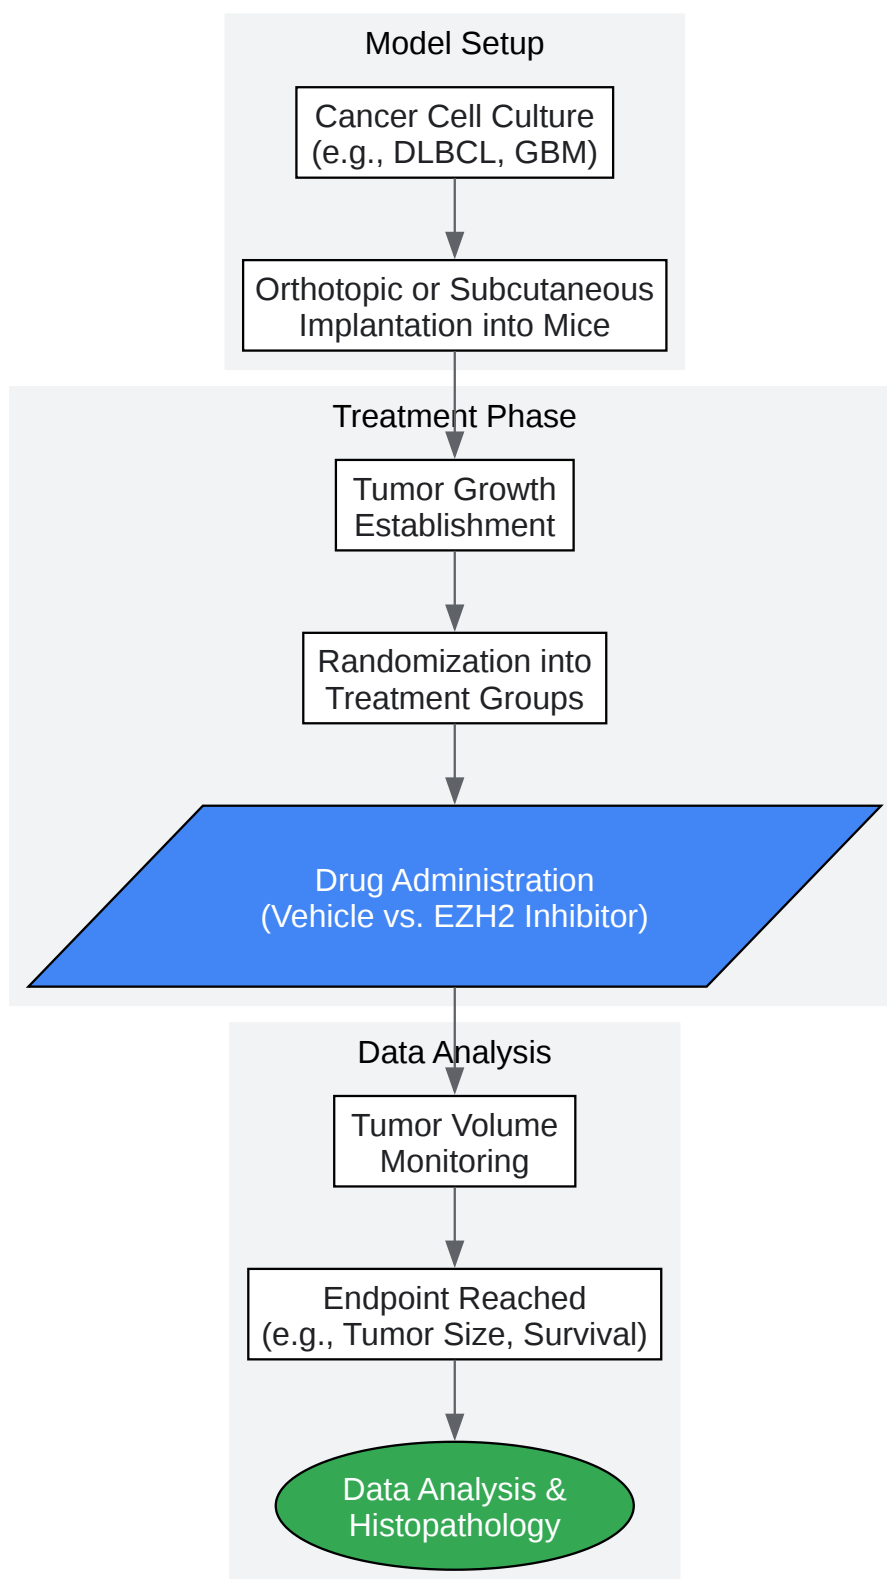 Model Setup
Cancer Cell Culture
(e.g., DLBCL, GBM)
Orthotopic or Subcutaneous
Implantation into Mice
Treatment Phase
Tumor Growth
Establishment
Randomization into
Treatment Groups
Drug Administration
(Vehicle vs. EZH2 Inhibitor)
Data Analysis
Tumor Volume
Monitoring
Endpoint Reached
(e.g., Tumor Size, Survival)
Data Analysis &
Histopathology